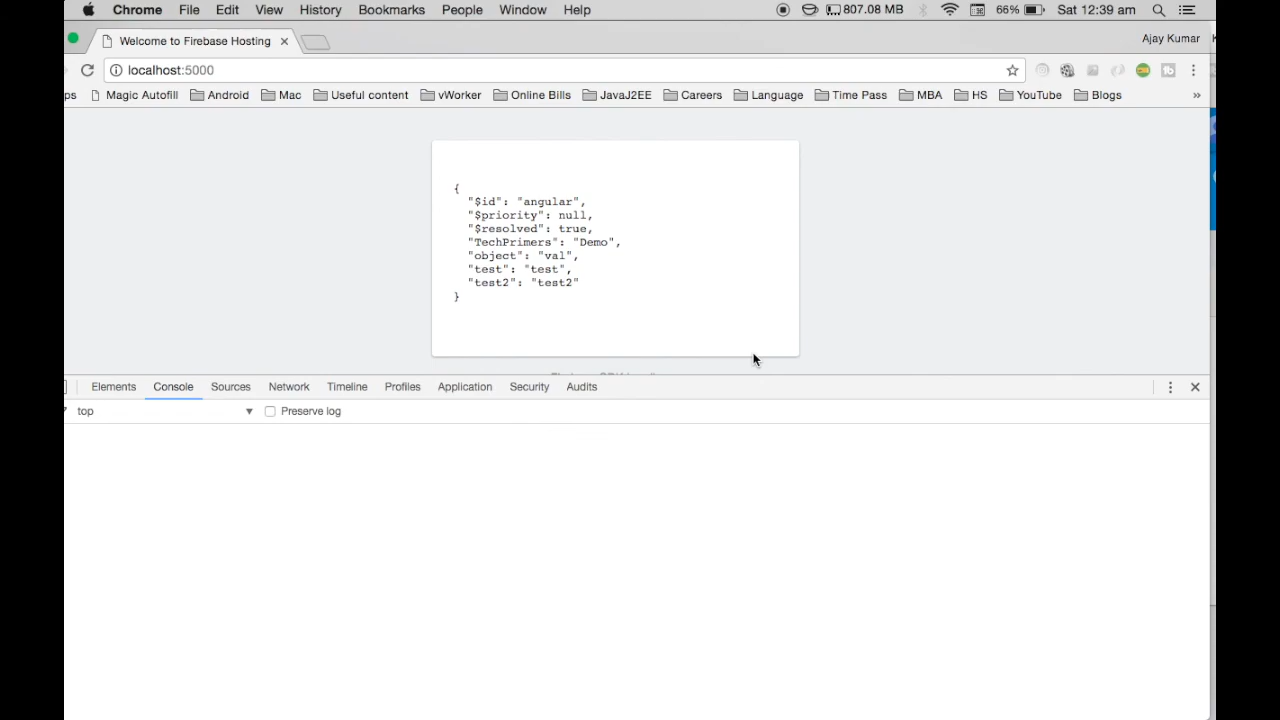 Chrome File Edit View History Bookmarks People Window Help 807.08 MB 66% Sat 12:39 am
Welcome to Firebase Hosting Ajay Kumar
localhost:5000
ps Magic Autofill Android Mac Useful content vWorker Online Bills JavaJ2EE Careers Language Time Pass MBA HS YouTube Blogs »
{
"$id": "angular",
"$priority": null,
"$resolved": true,
"TechPrimers": "Demo",
"object": "val",
"test": "test",
"test2": "test2"
}
Elements Console Sources Network Timeline Profiles Application Security Audits
top Preserve log